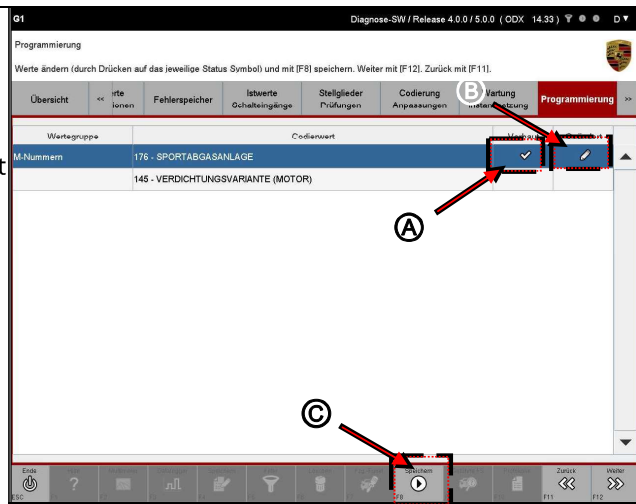 G1 Diagnose-SW / Release 4.0.0 / 5.0.0 ( ODX 14.33 ) D
Programmierung
Werte ändern (durch Drücken auf das jeweilige Status Symbol) und mit [F8] speichern. Weiter mit [F12]. Zurück mit [F11].
B
Übersicht << Fehlerspeicher Istwerte Schalteingänge Stellglieder Prüfungen Codierung Anpassungen Wartung Programmierung >>
Wertegruppe Codierwert
M-Nummern 176 - SPORTABGASANLAGE
145 - VERDICHTUNGSVARIANTE (MOTOR)
A
C
Ende Speichern Zurück Weiter
ESC F8 F11 F12